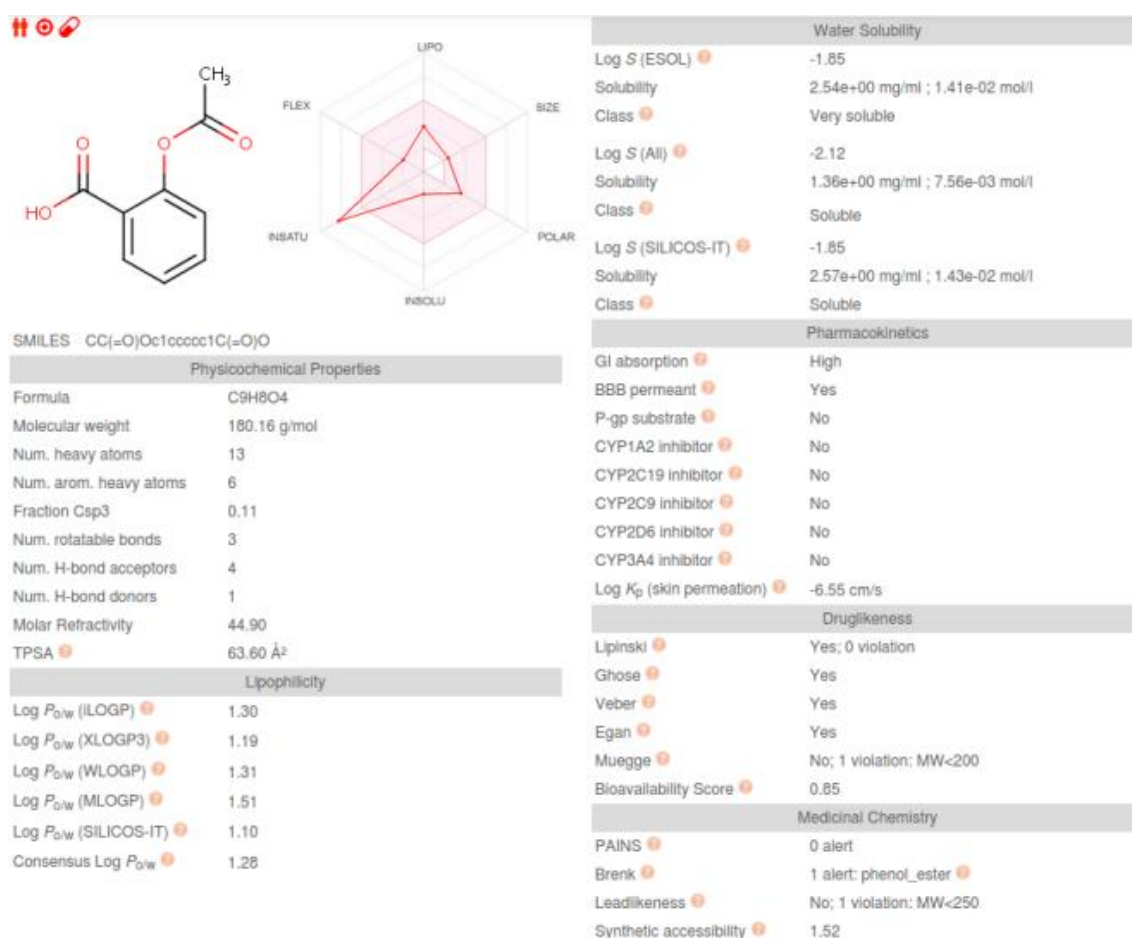 CH3
O
O
O
HO
LIPO
FLEX
SIZE
INSATU
POLAR
INSOLU
SMILES CC(=O)Oc1ccccc1C(=O)O
Physicochemical Properties
Formula C9H8O4
Molecular weight 180.16 g/mol
Num. heavy atoms 13
Num. arom. heavy atoms 6
Fraction Csp3 0.11
Num. rotatable bonds 3
Num. H-bond acceptors 4
Num. H-bond donors 1
Molar Refractivity 44.90
TPSA ? 63.60 Å²
Lipophilicity
Log Po/w (iLOGP) ? 1.30
Log Po/w (XLOGP3) ? 1.19
Log Po/w (WLOGP) ? 1.31
Log Po/w (MLOGP) ? 1.51
Log Po/w (SILICOS-IT) ? 1.10
Consensus Log Po/w ? 1.28
Water Solubility
Log S (ESOL) ? -1.85
Solubility 2.54e+00 mg/ml ; 1.41e-02 mol/l
Class ? Very soluble
Log S (Ali) ? -2.12
Solubility 1.36e+00 mg/ml ; 7.56e-03 mol/l
Class ? Soluble
Log S (SILICOS-IT) ? -1.85
Solubility 2.57e+00 mg/ml ; 1.43e-02 mol/l
Class ? Soluble
Pharmacokinetics
GI absorption ? High
BBB permeant ? Yes
P-gp substrate ? No
CYP1A2 inhibitor ? No
CYP2C19 inhibitor ? No
CYP2C9 inhibitor ? No
CYP2D6 inhibitor ? No
CYP3A4 inhibitor ? No
Log Kp (skin permeation) ? -6.55 cm/s
Druglikeness
Lipinski ? Yes; 0 violation
Ghose ? Yes
Veber ? Yes
Egan ? Yes
Muegge ? No; 1 violation: MW<200
Bioavailability Score ? 0.85
Medicinal Chemistry
PAINS ? 0 alert
Brenk ? 1 alert: phenol_ester ?
Leadlikeness ? No; 1 violation: MW<250
Synthetic accessibility ? 1.52